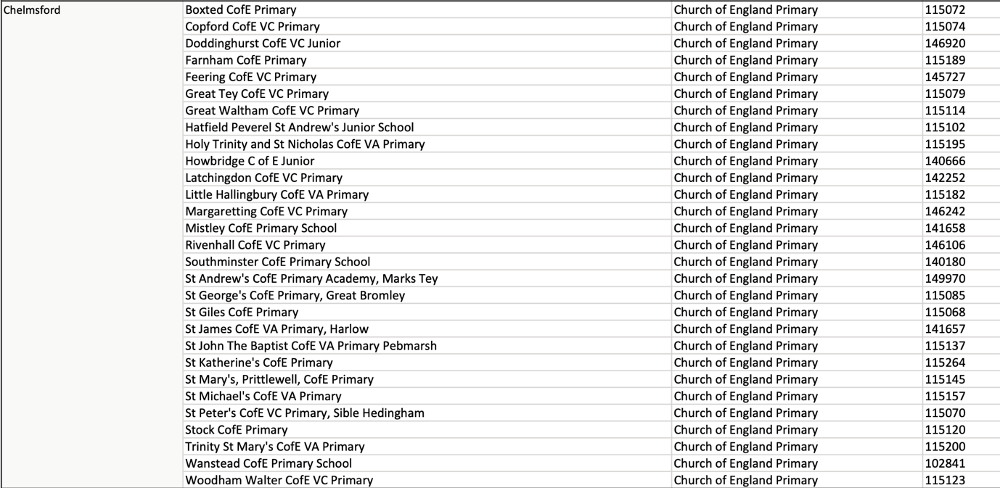 Chelmsford Boxted CofE Primary Church of England Primary 115072
Copford CofE VC Primary Church of England Primary 115074
Doddinghurst CofE VC Junior Church of England Primary 146920
Farnham CofE Primary Church of England Primary 115189
Feering CofE VC Primary Church of England Primary 145727
Great Tey CofE VC Primary Church of England Primary 115079
Great Waltham CofE VC Primary Church of England Primary 115114
Hatfield Peverel St Andrew's Junior School Church of England Primary 115102
Holy Trinity and St Nicholas CofE VA Primary Church of England Primary 115195
Howbridge C of E Junior Church of England Primary 140666
Latchingdon CofE VC Primary Church of England Primary 142252
Little Hallingbury CofE VA Primary Church of England Primary 115182
Margaretting CofE VC Primary Church of England Primary 146242
Mistley CofE Primary School Church of England Primary 141658
Rivenhall CofE VC Primary Church of England Primary 146106
Southminster CofE Primary School Church of England Primary 140180
St Andrew's CofE Primary Academy, Marks Tey Church of England Primary 149970
St George's CofE Primary, Great Bromley Church of England Primary 115085
St Giles CofE Primary Church of England Primary 115068
St James CofE VA Primary, Harlow Church of England Primary 141657
St John The Baptist CofE VA Primary Pebmarsh Church of England Primary 115137
St Katherine's CofE Primary Church of England Primary 115264
St Mary's, Prittlewell, CofE Primary Church of England Primary 115145
St Michael's CofE VA Primary Church of England Primary 115157
St Peter's CofE VC Primary, Sible Hedingham Church of England Primary 115070
Stock CofE Primary Church of England Primary 115120
Trinity St Mary's CofE VA Primary Church of England Primary 115200
Wanstead CofE Primary School Church of England Primary 102841
Woodham Walter CofE VC Primary Church of England Primary 115123